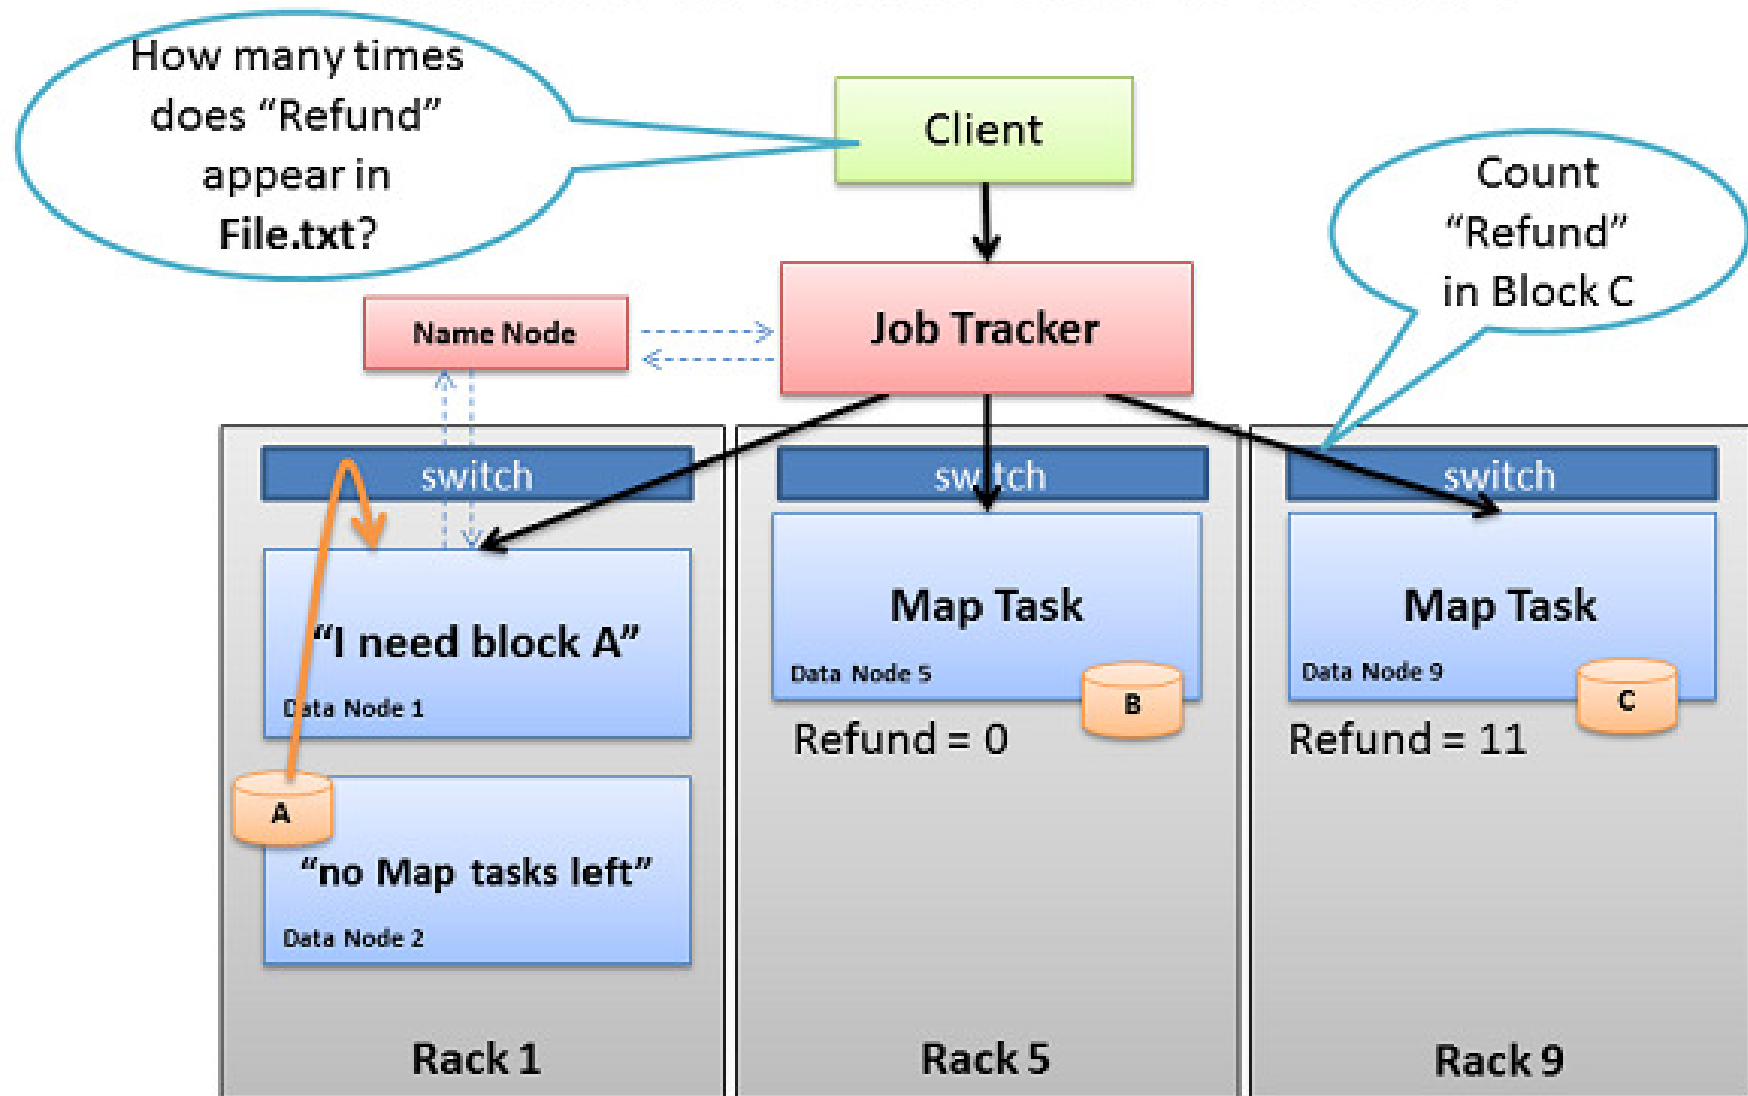 How many times
does “Refund”
appear in
File.txt?
Client
Count
“Refund”
in Block C
Name Node
Job Tracker
switch
switch
switch
“I need block A”
Data Node 1
Map Task
Data Node 5
B
Refund = 0
Map Task
Data Node 9
C
Refund = 11
A
“no Map tasks left”
Data Node 2
Rack 1
Rack 5
Rack 9